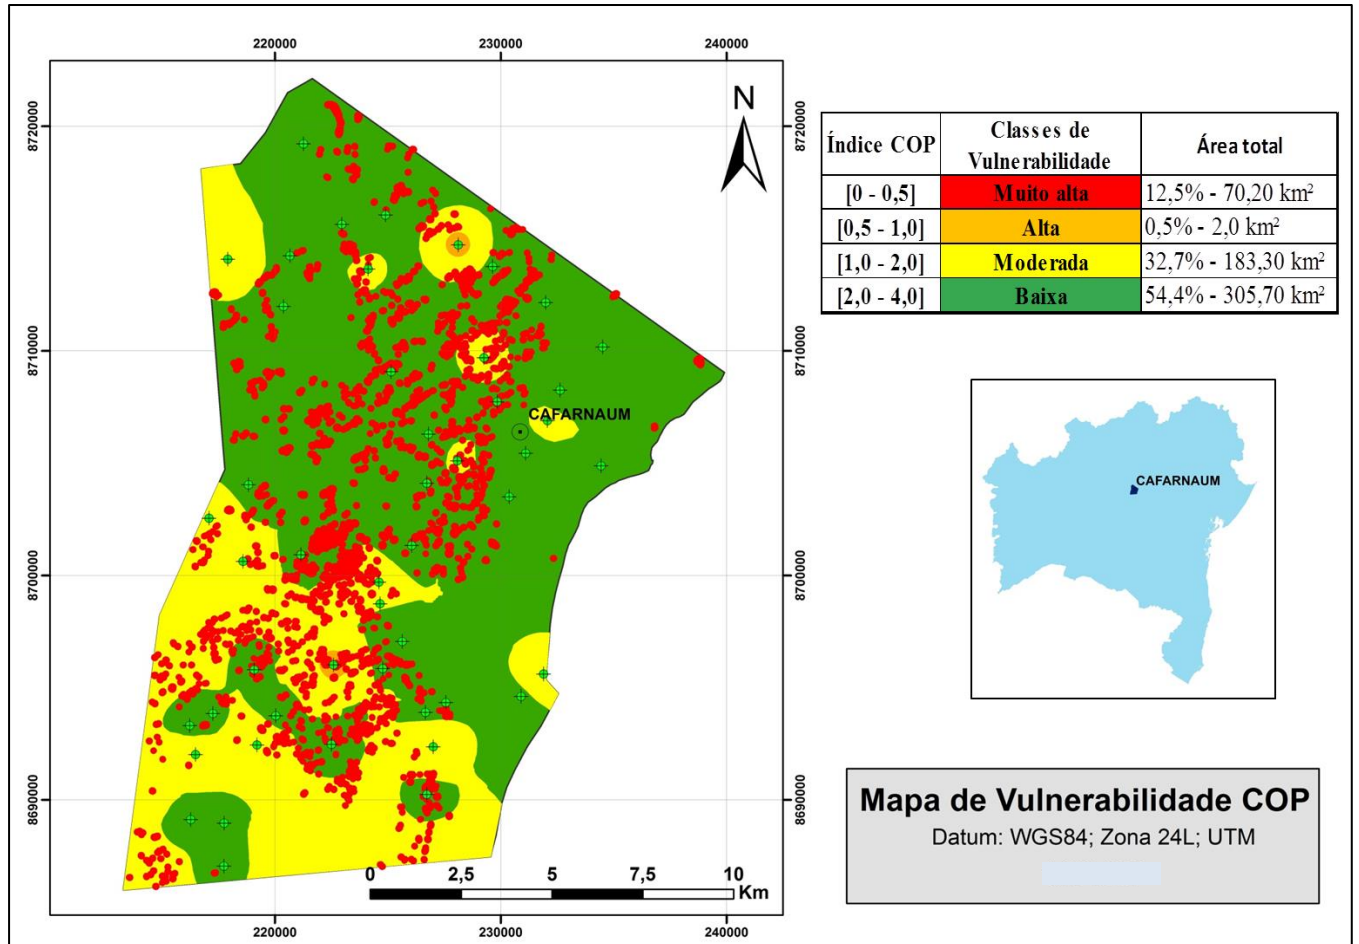 220000 230000 240000
8720000 8720000
8710000 8710000
8700000 8700000
8690000 8690000
220000 230000 240000
N
CAFARNAUM
0 2,5 5 7,5 10
Km
Índice COP Classes de Vulnerabilidade Área total
[0 - 0,5] Muito alta 12,5% - 70,20 km²
[0,5 - 1,0] Alta 0,5% - 2,0 km²
[1,0 - 2,0] Moderada 32,7% - 183,30 km²
[2,0 - 4,0] Baixa 54,4% - 305,70 km²
CAFARNAUM
Mapa de Vulnerabilidade COP
Datum: WGS84; Zona 24L; UTM